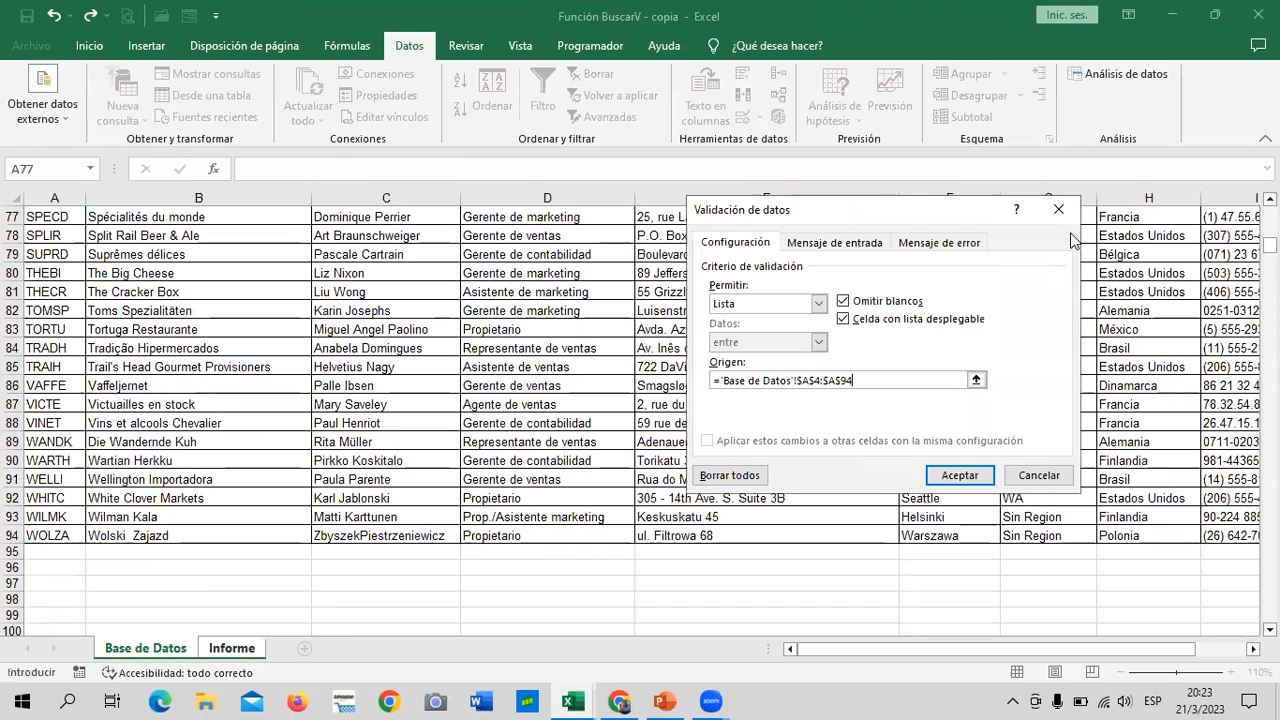 Función BuscarV - copia - Excel
Inic. ses.
Archivo Inicio Insertar Disposición de página Fórmulas Datos Revisar Vista Programador Ayuda ¿Qué desea hacer?
Obtener datos externos
Nueva consulta
Mostrar consultas
Desde una tabla
Fuentes recientes
Obtener y transformar
Actualizar todo
Conexiones
Propiedades
Editar vínculos
Conexiones
Ordenar
Filtro
Borrar
Volver a aplicar
Avanzadas
Ordenar y filtrar
Texto en columnas
Herramientas de datos
Análisis de hipótesis
Previsión
Previsión
Agrupar
Desagrupar
Subtotal
Esquema
Análisis de datos
Análisis
A77
fx
A B C D E F G H I
77 SPECD Spécialités du monde Dominique Perrier Gerente de marketing 25, rue L Francia (1) 47.55.6
78 SPLIR Split Rail Beer & Ale Art Braunschweiger Gerente de ventas P.O. Box Estados Unidos (307) 555-4
79 SUPRD Suprêmes délices Pascale Cartrain Gerente de contabilidad Boulevard Bélgica (071) 23 6
80 THEBI The Big Cheese Liz Nixon Gerente de marketing 89 Jeffers Estados Unidos (503) 555-3
81 THECR The Cracker Box Liu Wong Asistente de marketing 55 Grizzly Estados Unidos (406) 555-
82 TOMSP Toms Spezialitäten Karin Josephs Gerente de marketing Luisenstr Alemania 0251-0312
83 TORTU Tortuga Restaurante Miguel Angel Paolino Propietario Avda. Az México (5) 555-29
84 TRADH Tradição Hipermercados Anabela Domingues Representante de ventas Av. Inês d Brasil (11) 555-2
85 TRAIH Trail's Head Gourmet Provisioners Helvetius Nagy Asistente de ventas 722 DaVi Estados Unidos (206) 555-8
86 VAFFE Vaffeljernet Palle Ibsen Gerente de ventas Smagsløg Dinamarca 86 21 32 4
87 VICTE Victuailles en stock Mary Saveley Agente de ventas 2, rue du Francia 78.32.54.8
88 VINET Vins et alcools Chevalier Paul Henriot Gerente de contabilidad 59 rue de Francia 26.47.15.1
89 WANDK Die Wandernde Kuh Rita Müller Representante de ventas Adenauer Alemania 0711-0203
90 WARTH Wartian Herkku Pirkko Koskitalo Gerente de contabilidad Torikatu 3 Finlandia 981-44365
91 WELLI Wellington Importadora Paula Parente Gerente de ventas Rua do M Brasil (14) 555-8
92 WHITC White Clover Markets Karl Jablonski Propietario 305 - 14th Ave. S. Suite 3B Seattle WA Estados Unidos (206) 555-4
93 WILMK Wilman Kala Matti Karttunen Prop./Asistente marketing Keskuskatu 45 Helsinki Sin Region Finlandia 90-224 885
94 WOLZA Wolski Zajazd ZbyszekPiestrzeniewicz Propietario ul. Filtrowa 68 Warszawa Sin Region Polonia (26) 642-70
95
96
97
98
99
100
Validación de datos
?
Configuración Mensaje de entrada Mensaje de error
Criterio de validación
Permitir:
Lista
Omitir blancos
Celda con lista desplegable
Datos:
entre
Origen:
='Base de Datos'!$A$4:$A$94
Aplicar estos cambios a otras celdas con la misma configuración
Borrar todos Aceptar Cancelar
Base de Datos Informe
Introducir Accesibilidad: todo correcto 110%
ESP
20:23
21/3/2023